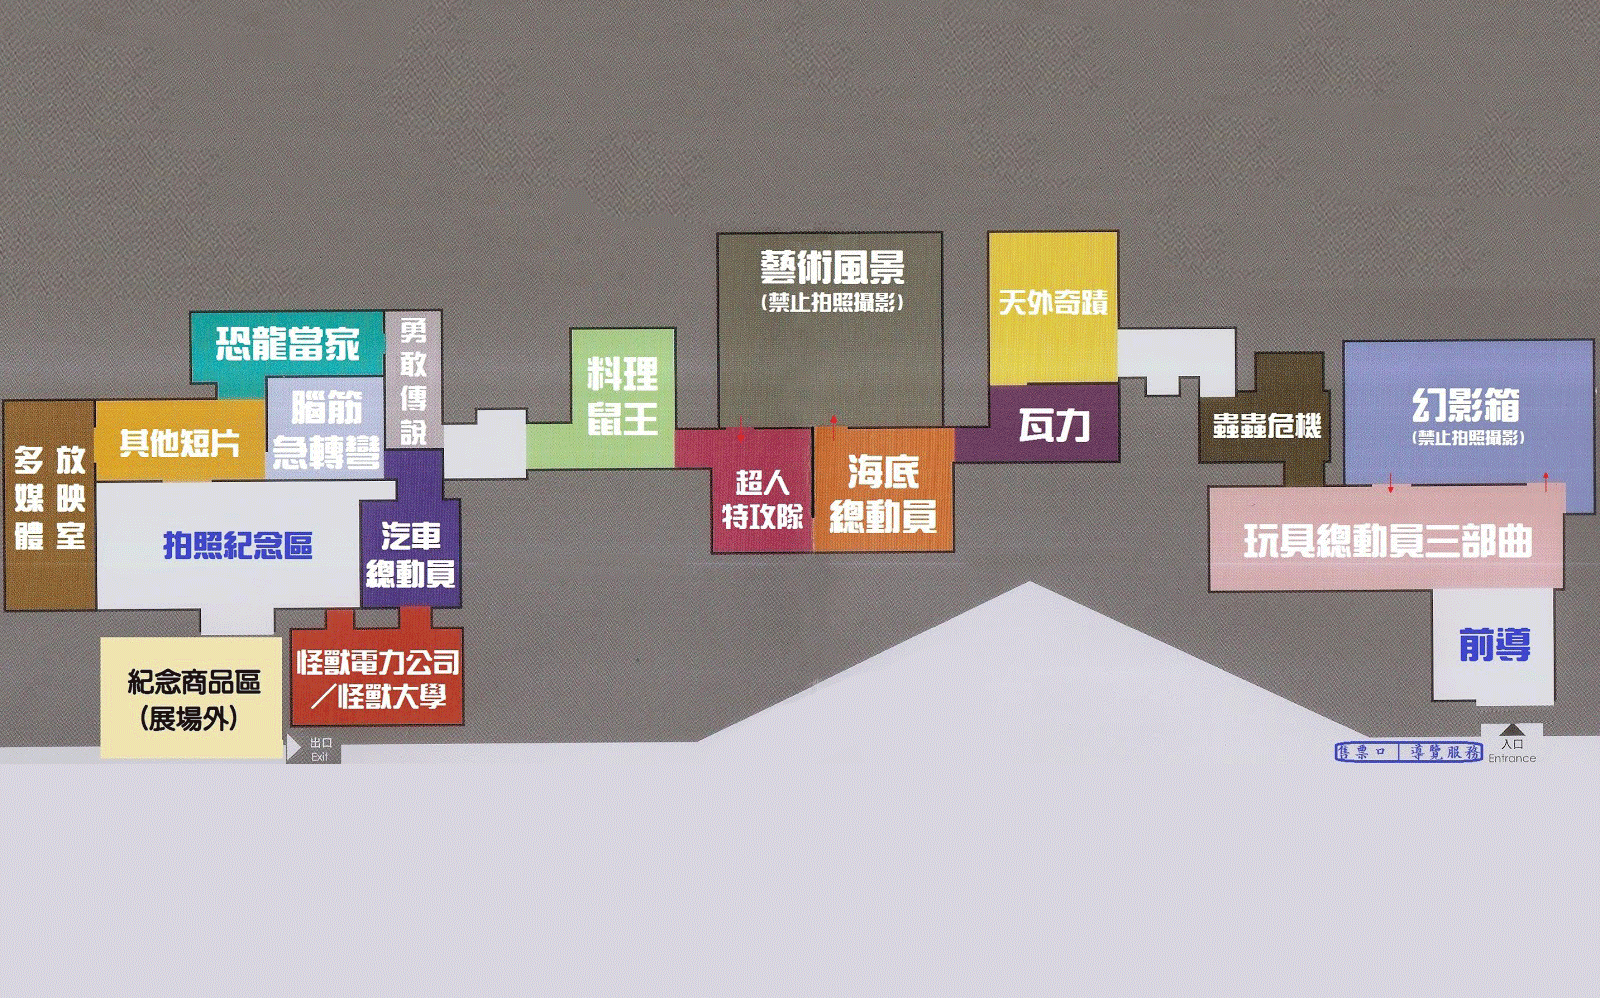 藝術風景
(禁止拍照攝影)
天外奇蹟
恐龍當家
勇敢傳說
料理
鼠王
幻影箱
(禁止拍照攝影)
腦筋
急轉彎
瓦力
蟲蟲危機
其他短片
多媒體
放映室
超人
特攻隊
海底
總動員
拍照紀念區
汽車
總動員
玩具總動員三部曲
前導
怪獸電力公司
／怪獸大學
紀念商品區
(展場外)
出口
Exit
售票口｜導覽服務
入口
Entrance